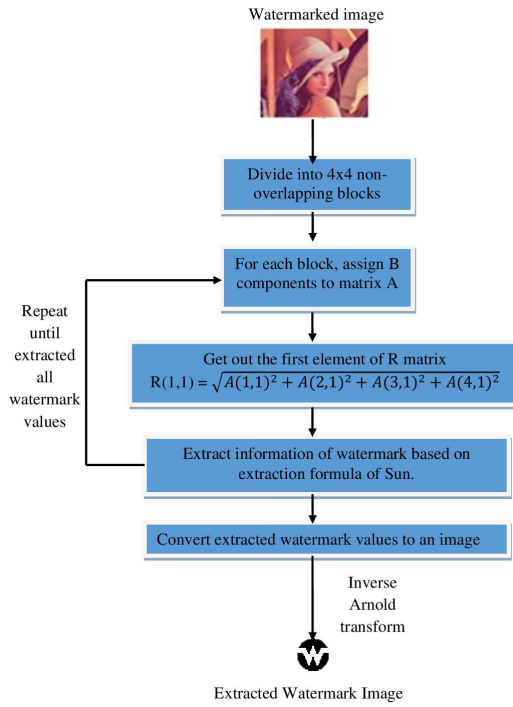 Watermarked image
Divide into 4x4 non-
overlapping blocks
For each block, assign B
components to matrix A
Repeat
until
extracted
all
watermark
values
Get out the first element of R matrix
R(1,1) = √A(1,1)² + A(2,1)² + A(3,1)² + A(4,1)²
Extract information of watermark based on
extraction formula of Sun.
Convert extracted watermark values to an image
Inverse
Arnold
transform
W
Extracted Watermark Image